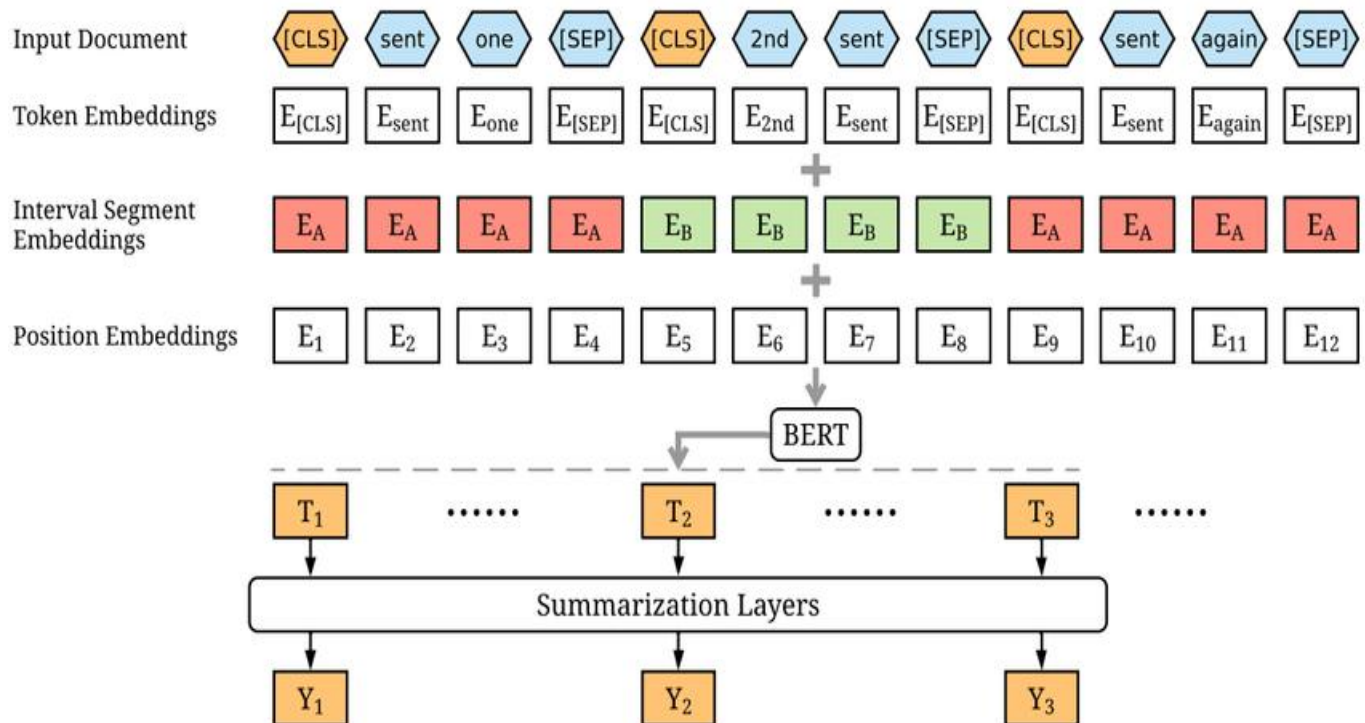 Input Document [CLS] sent one [SEP] [CLS] 2nd sent [SEP] [CLS] sent again [SEP]
Token Embeddings E[CLS] Esent Eone E[SEP] E[CLS] E2nd Esent E[SEP] E[CLS] Esent Eagain E[SEP]
+
Interval Segment
Embeddings EA EA EA EA EB EB EB EB EA EA EA EA
+
Position Embeddings E1 E2 E3 E4 E5 E6 E7 E8 E9 E10 E11 E12
BERT
T1 ...... T2 ...... T3 ......
Summarization Layers
Y1 Y2 Y3